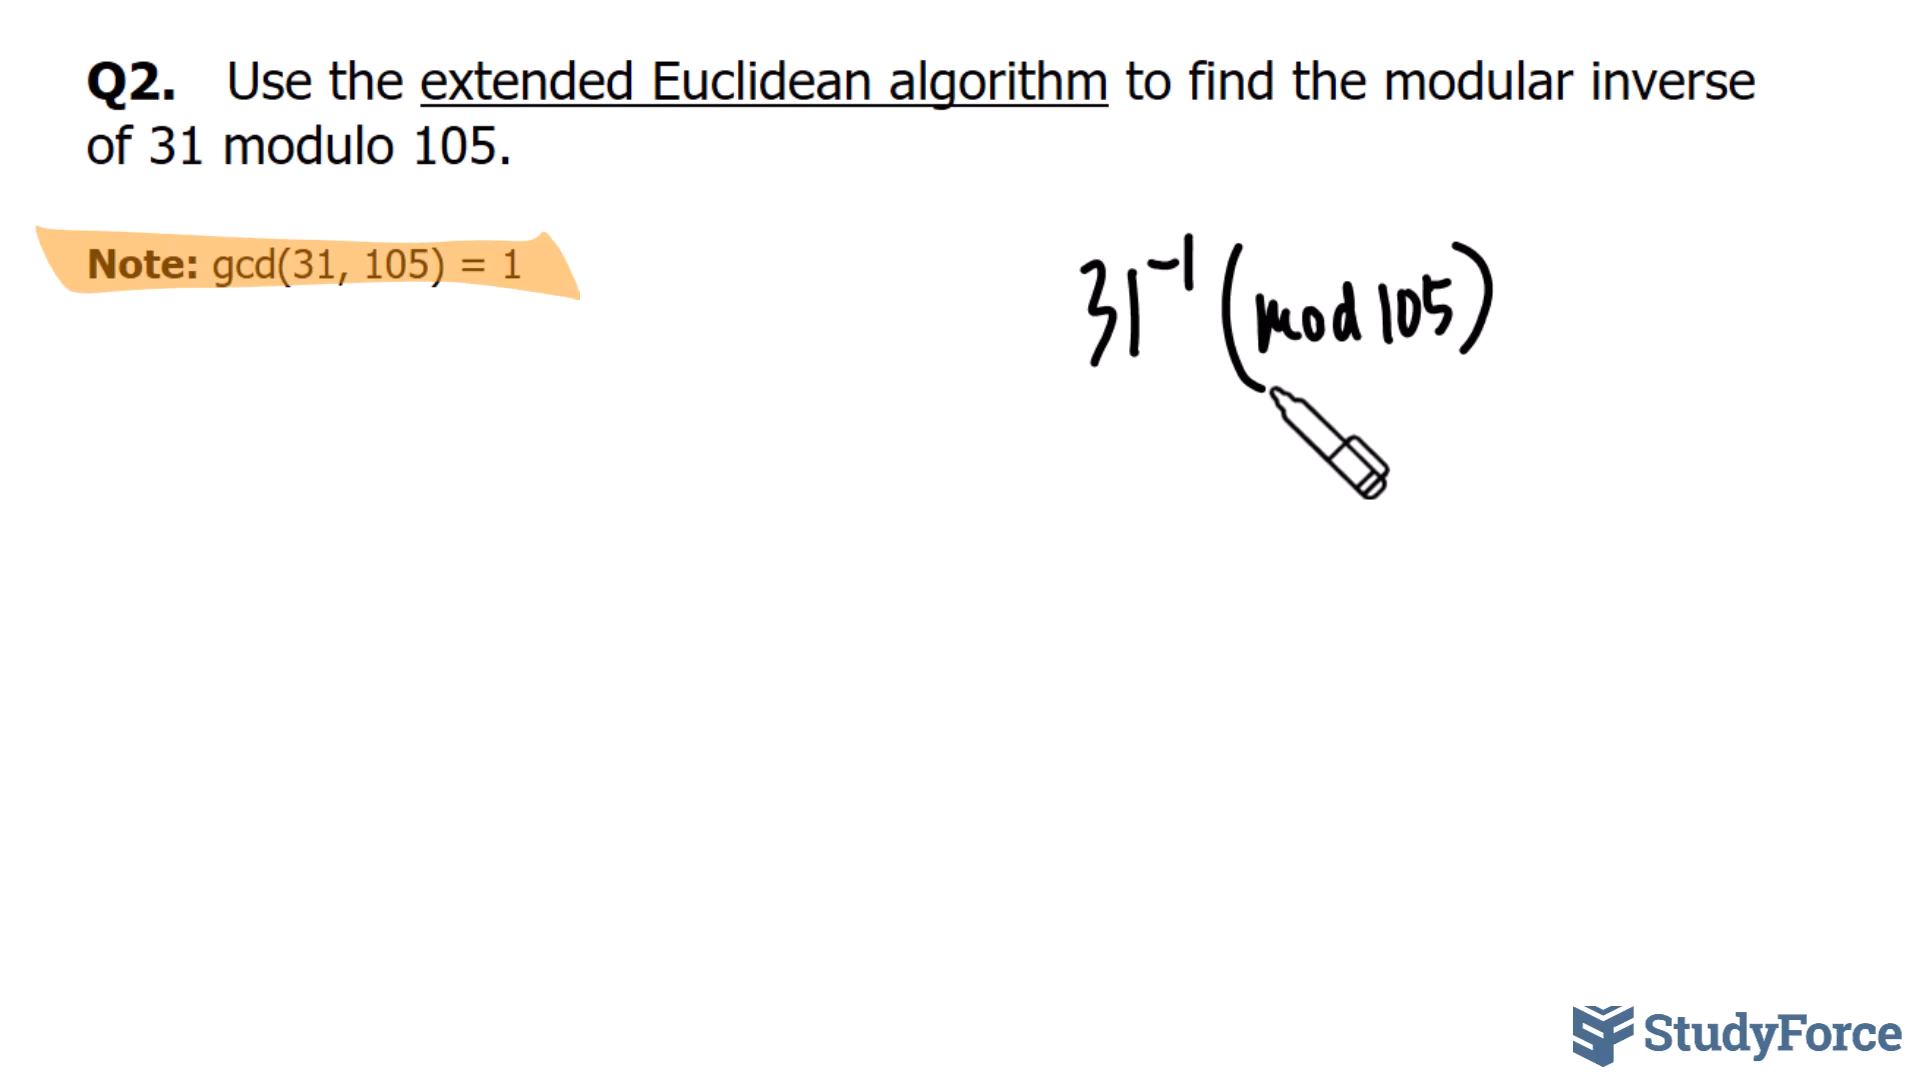 Q2. Use the extended Euclidean algorithm to find the modular inverse
of 31 modulo 105.
Note: gcd(31, 105) = 1
31⁻¹ (mod 105)
StudyForce